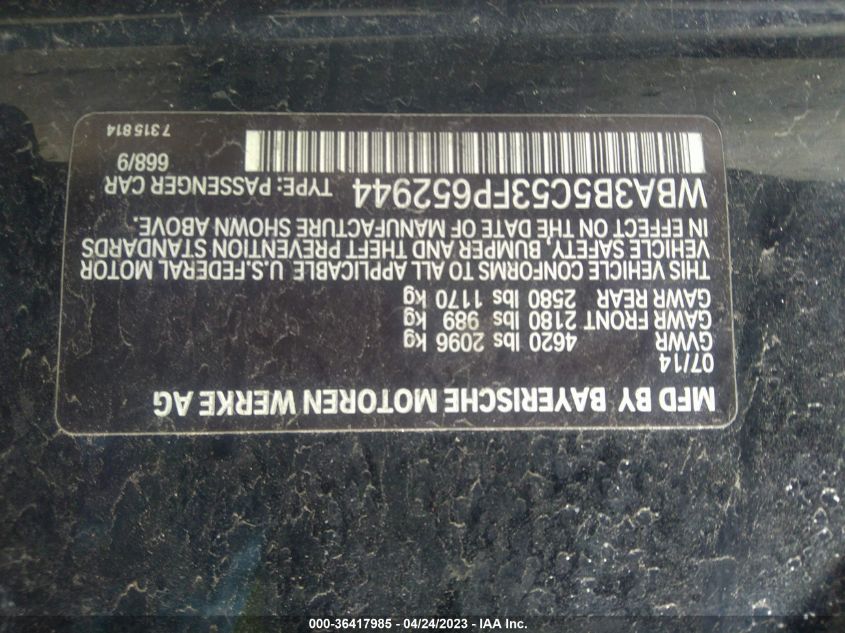 MFD BY BAYERISCHE MOTOREN WERKE AG
07/14
GVWR 4620 lbs 2096 kg
GAWR FRONT 2180 lbs 989 kg
GAWR REAR 2580 lbs 1170 kg
THIS VEHICLE CONFORMS TO ALL APPLICABLE U.S.FEDERAL MOTOR
VEHICLE SAFETY, BUMPER AND THEFT PREVENTION STANDARDS
IN EFFECT ON THE DATE OF MANUFACTURE SHOWN ABOVE.
WBA3B5C53FP652944 TYPE: PASSENGER CAR
668/9
7315814
000-36417985 - 04/24/2023 - IAA Inc.